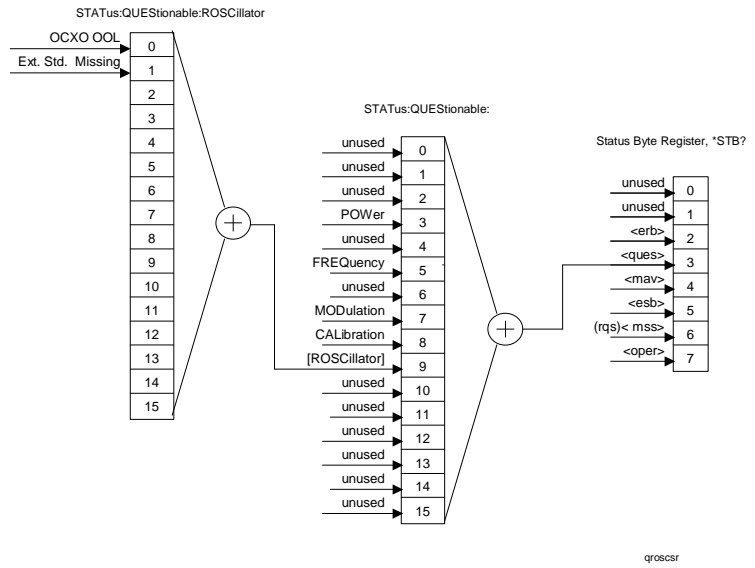 STATus:QUEStionable:ROSCillator
OCXO OOL
0
Ext. Std. Missing
1
2
3
4
5
6
7
8
9
10
11
12
13
14
15
STATus:QUEStionable:
unused
0
unused
1
unused
2
POWer
3
unused
4
FREQuency
5
unused
6
MODulation
7
CALibration
8
[ROSCillator]
9
unused
10
unused
11
unused
12
unused
13
unused
14
unused
15
Status Byte Register, *STB?
unused
0
unused
1
<erb>
2
<ques>
3
<mav>
4
<esb>
5
(rqs)< mss>
6
<oper>
7
qroscsr